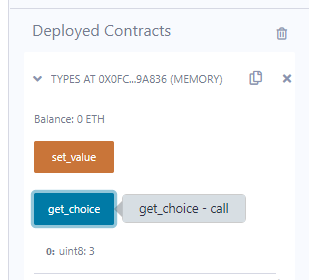 Deployed Contracts
TYPES AT 0X0FC...9A836 (MEMORY)
Balance: 0 ETH
set_value
get_choice
get_choice - call
0: uint8: 3